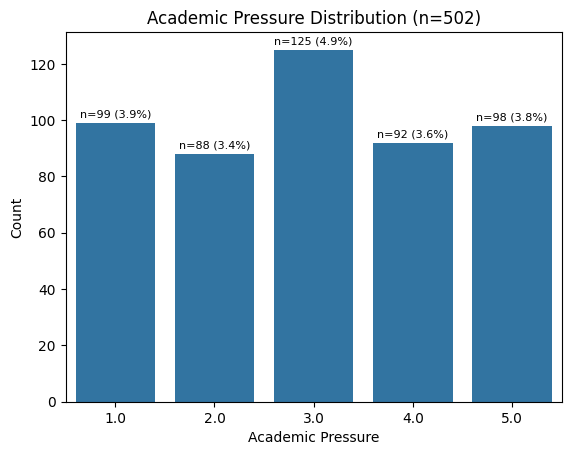 Academic Pressure Distribution (n=502)
n=125 (4.9%)
n=99 (3.9%)
n=98 (3.8%)
n=92 (3.6%)
n=88 (3.4%)
120
100
80
60
40
20
0
Count
1.0 2.0 3.0 4.0 5.0
Academic Pressure